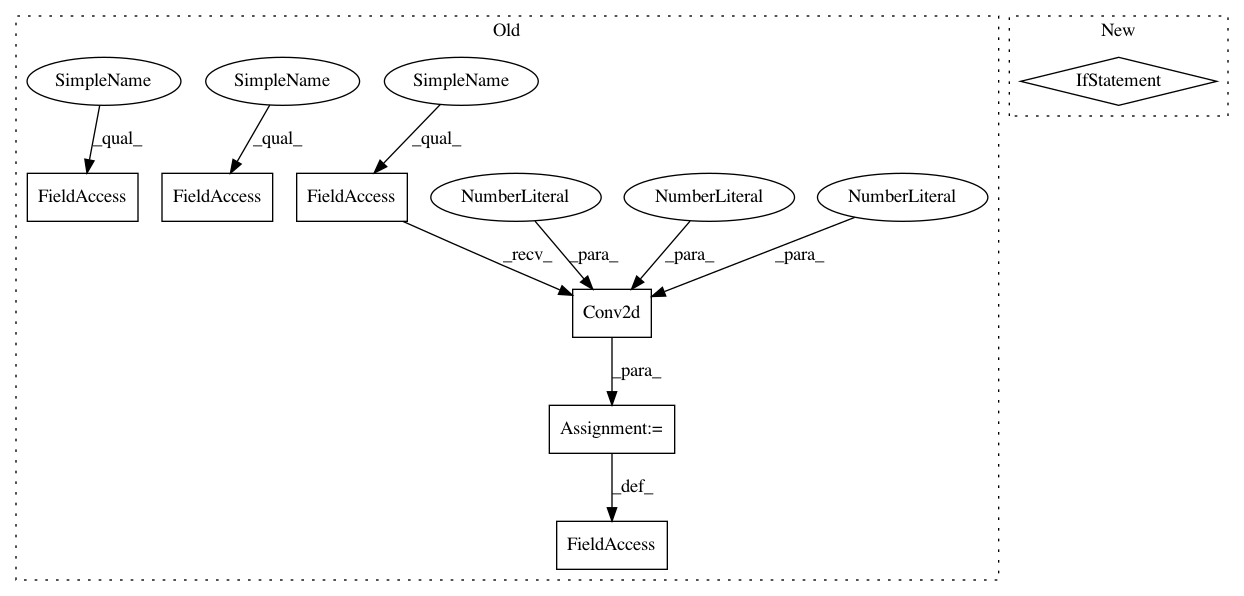 Old
New
SimpleName
SimpleName
SimpleName
IfStatement
_qual_
_qual_
_qual_
FieldAccess
FieldAccess
FieldAccess
NumberLiteral
NumberLiteral
NumberLiteral
_recv_
_para_
_para_
_para_
Conv2d
_para_
Assignment:=
_def_
FieldAccess